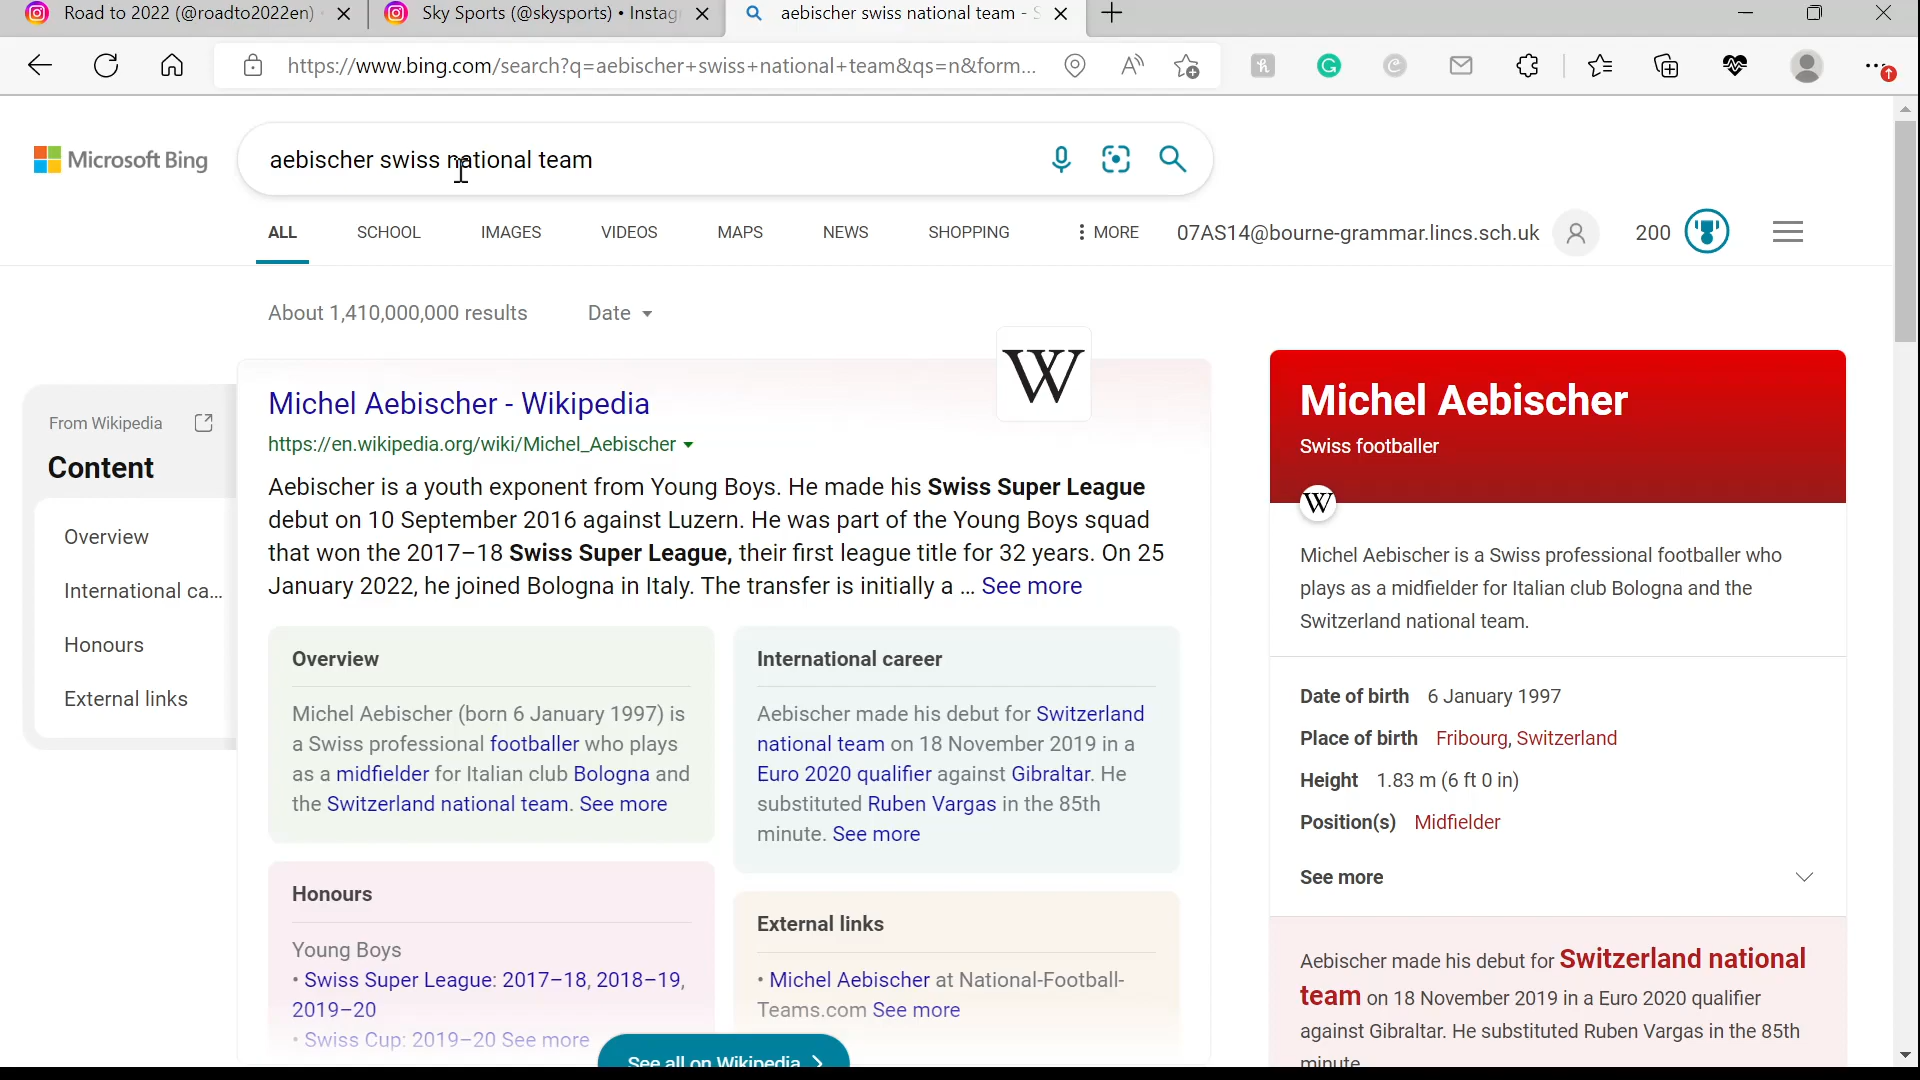 Road to 2022 (@roadto2022en)
Sky Sports (@skysports) • Instag
aebischer swiss national team - S
https://www.bing.com/search?q=aebischer+swiss+national+team&qs=n&form...
Microsoft Bing
aebischer swiss national team
ALL SCHOOL IMAGES VIDEOS MAPS NEWS SHOPPING MORE 07AS14@bourne-grammar.lincs.sch.uk 200
About 1,410,000,000 results Date
From Wikipedia
Content
Overview
International ca...
Honours
External links
W
Michel Aebischer - Wikipedia
https://en.wikipedia.org/wiki/Michel_Aebischer
Aebischer is a youth exponent from Young Boys. He made his Swiss Super League
debut on 10 September 2016 against Luzern. He was part of the Young Boys squad
that won the 2017–18 Swiss Super League, their first league title for 32 years. On 25
January 2022, he joined Bologna in Italy. The transfer is initially a ... See more
Overview
Michel Aebischer (born 6 January 1997) is
a Swiss professional footballer who plays
as a midfielder for Italian club Bologna and
the Switzerland national team. See more
International career
Aebischer made his debut for Switzerland
national team on 18 November 2019 in a
Euro 2020 qualifier against Gibraltar. He
substituted Ruben Vargas in the 85th
minute. See more
Honours
Young Boys
• Swiss Super League: 2017–18, 2018–19,
2019–20
• Swiss Cup: 2019–20 See more
External links
• Michel Aebischer at National-Football-
Teams.com See more
See all on Wikipedia
Michel Aebischer
Swiss footballer
W
Michel Aebischer is a Swiss professional footballer who
plays as a midfielder for Italian club Bologna and the
Switzerland national team.
Date of birth 6 January 1997
Place of birth Fribourg, Switzerland
Height 1.83 m (6 ft 0 in)
Position(s) Midfielder
See more
Aebischer made his debut for Switzerland national
team on 18 November 2019 in a Euro 2020 qualifier
against Gibraltar. He substituted Ruben Vargas in the 85th
minute